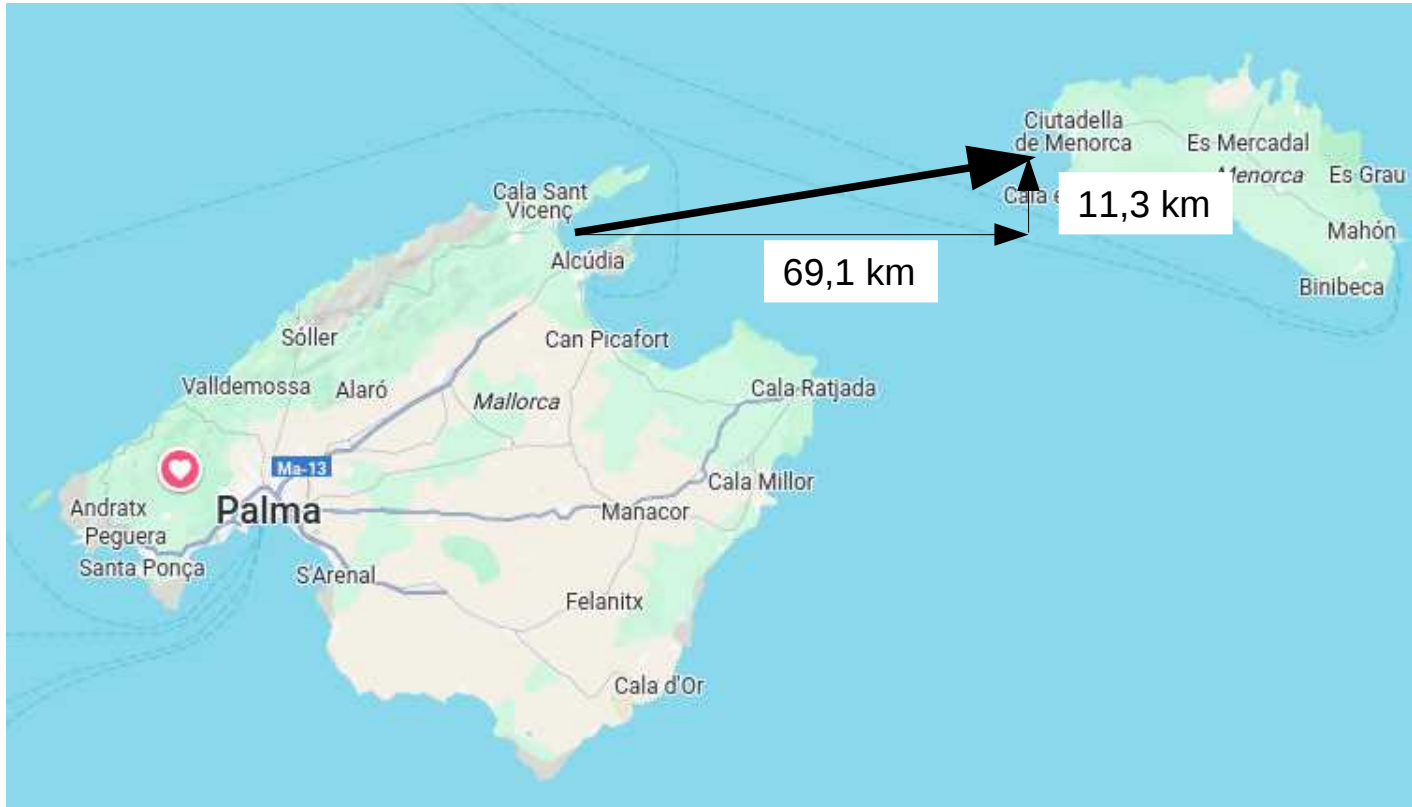 Ciutadella
de Menorca
Es Mercadal
Menorca
Es Grau
Cala
11,3 km
Mahón
Binibeca
Cala Sant
Vicenç
69,1 km
Alcúdia
Sóller
Can Picafort
Valldemossa
Alaró
Mallorca
Cala Ratjada
Ma-13
Cala Millor
Andratx
Palma
Manacor
Peguera
Santa Ponça
S'Arenal
Felanitx
Cala d'Or